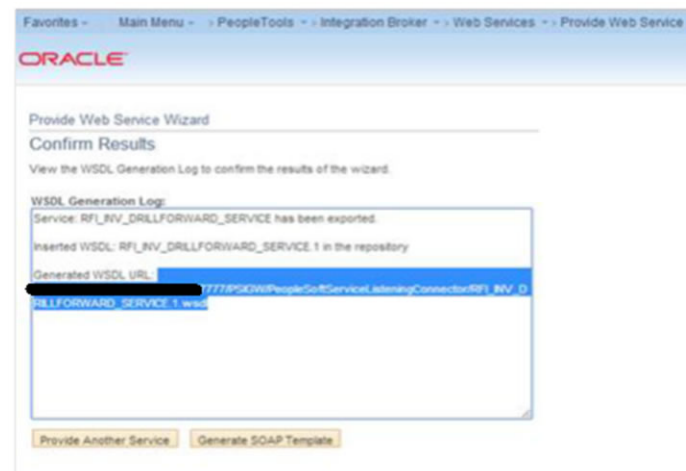 Favorites Main Menu > PeopleTools > Integration Broker > Web Services > Provide Web Service
ORACLE
Provide Web Service Wizard
Confirm Results
View the WSDL Generation Log to confirm the results of the wizard.
WSDL Generation Log:
Service: RFI_INV_DRILLFORWARD_SERVICE has been exported.
Inserted WSDL: RFI_INV_DRILLFORWARD_SERVICE.1 in the repository
Generated WSDL URL:
7777/PSIGW/PeopleSoftServiceListeningConnector/RFI_INV_D
RILLFORWARD_SERVICE.1.wsdl
Provide Another Service Generate SOAP Template